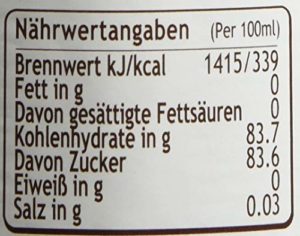 Nährwertangaben (Per 100ml)
Brennwert kJ/kcal 1415/339
Fett in g 0
Davon gesättigte Fettsäuren 0
Kohlenhydrate in g 83.7
Davon Zucker 83.6
Eiweiß in g 0
Salz in g 0.03